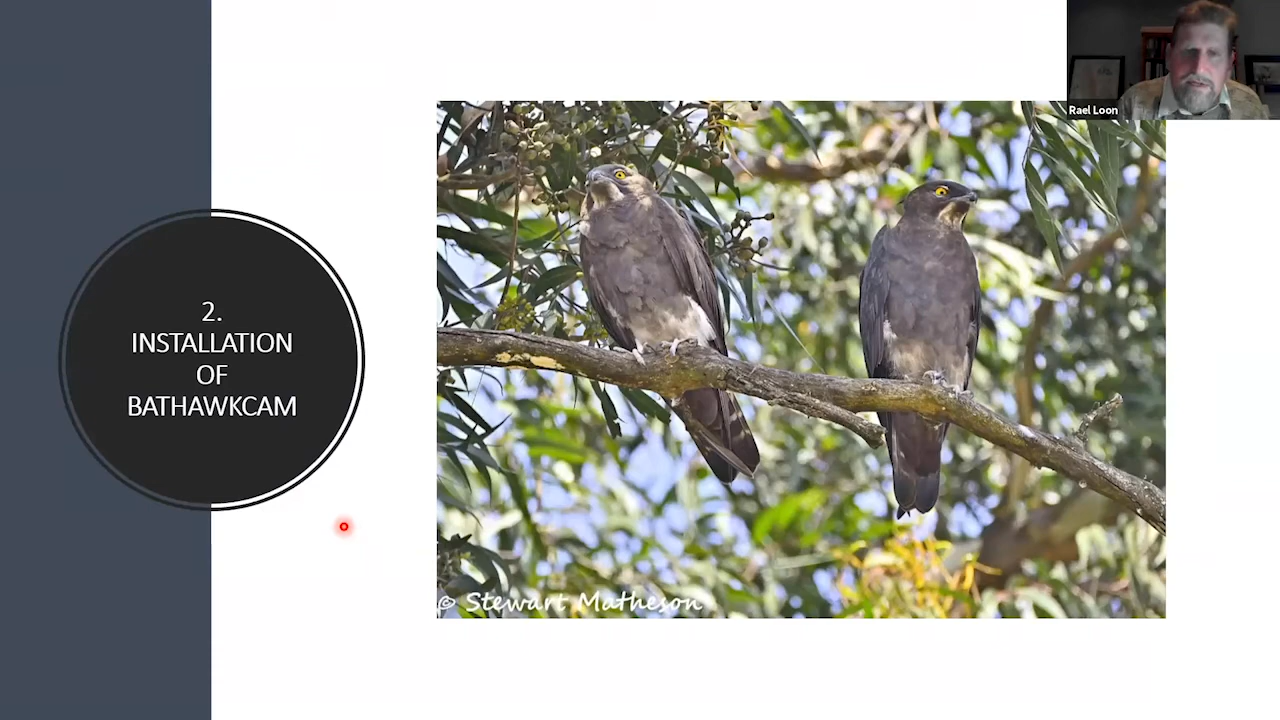 2.
INSTALLATION
OF
BATHAWKCAM
Rael Loon
© Stewart Matheson